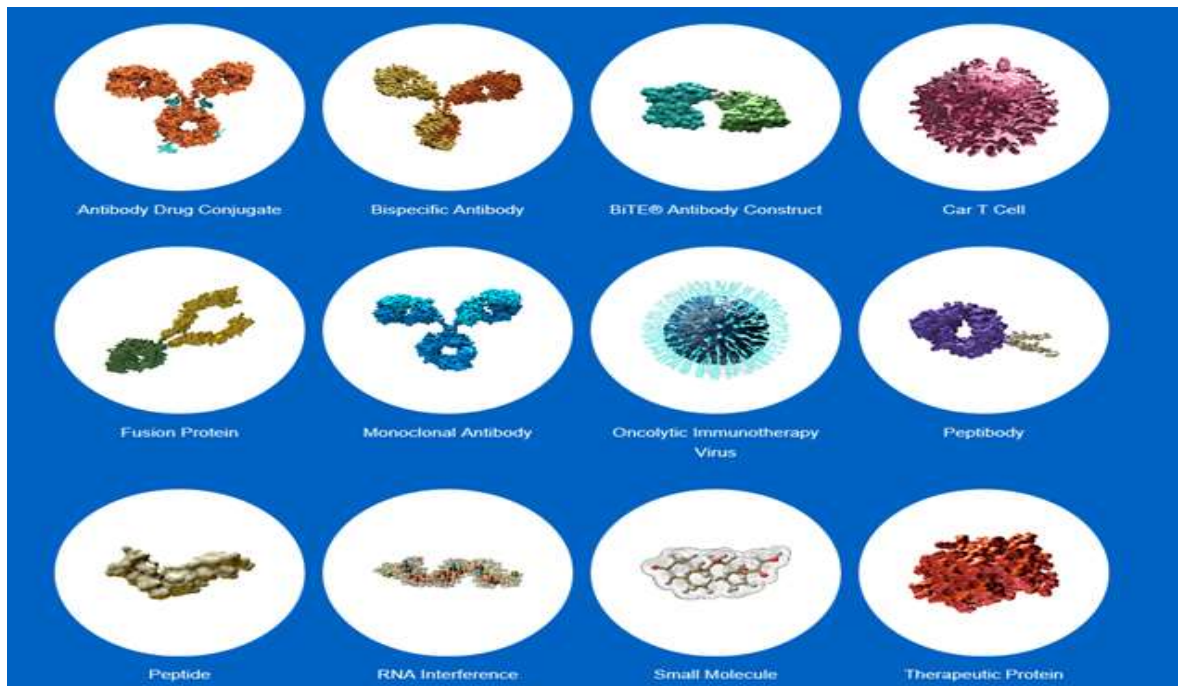 Antibody Drug Conjugate
Bispecific Antibody
BiTE® Antibody Construct
Car T Cell
Fusion Protein
Monoclonal Antibody
Oncolytic Immunotherapy
Virus
Peptibody
Peptide
RNA Interference
Small Molecule
Therapeutic Protein